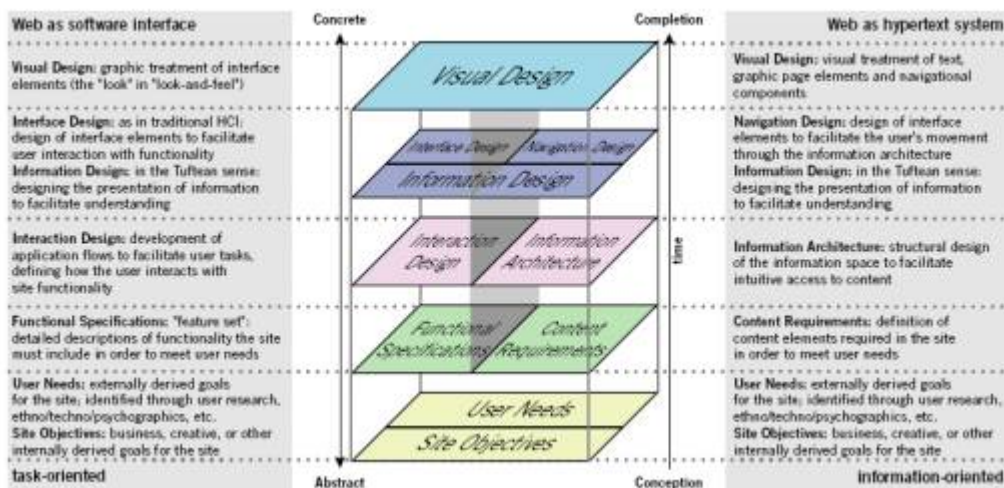 Web as software interface
Concrete
Completion
Web as hypertext system
Visual Design: graphic treatment of interface
elements (the "look" in "look-and-feel")
Visual Design
Visual Design: visual treatment of text,
graphic page elements and navigational
components
Interface Design: as in traditional HCI:
design of interface elements to facilitate
user interaction with functionality
Information Design: in the Tuftean sense:
designing the presentation of information
to facilitate understanding
Interface Design
Navigation Design
Information Design
Navigation Design: design of interface
elements to facilitate the user's movement
through the information architecture
Information Design: in the Tuftean sense:
designing the presentation of information
to facilitate understanding
Interaction Design: development of
application flows to facilitate user tasks,
defining how the user interacts with
site functionality
Interaction
Design
Information
Architecture
time
Information Architecture: structural design
of the information space to facilitate
intuitive access to content
Functional Specifications: "feature set":
detailed descriptions of functionality the site
must include in order to meet user needs
Functional
Specifications
Content
Requirements
Content Requirements: definition of
content elements required in the site
in order to meet user needs
User Needs: externally derived goals
for the site; identified through user research,
ethno/techno/psychographics, etc.
Site Objectives: business, creative, or other
internally derived goals for the site
User Needs
Site Objectives
User Needs: externally derived goals
for the site; identified through user research,
ethno/techno/psychographics, etc.
Site Objectives: business, creative, or other
internally derived goals for the site
task-oriented
Abstract
Conception
information-oriented